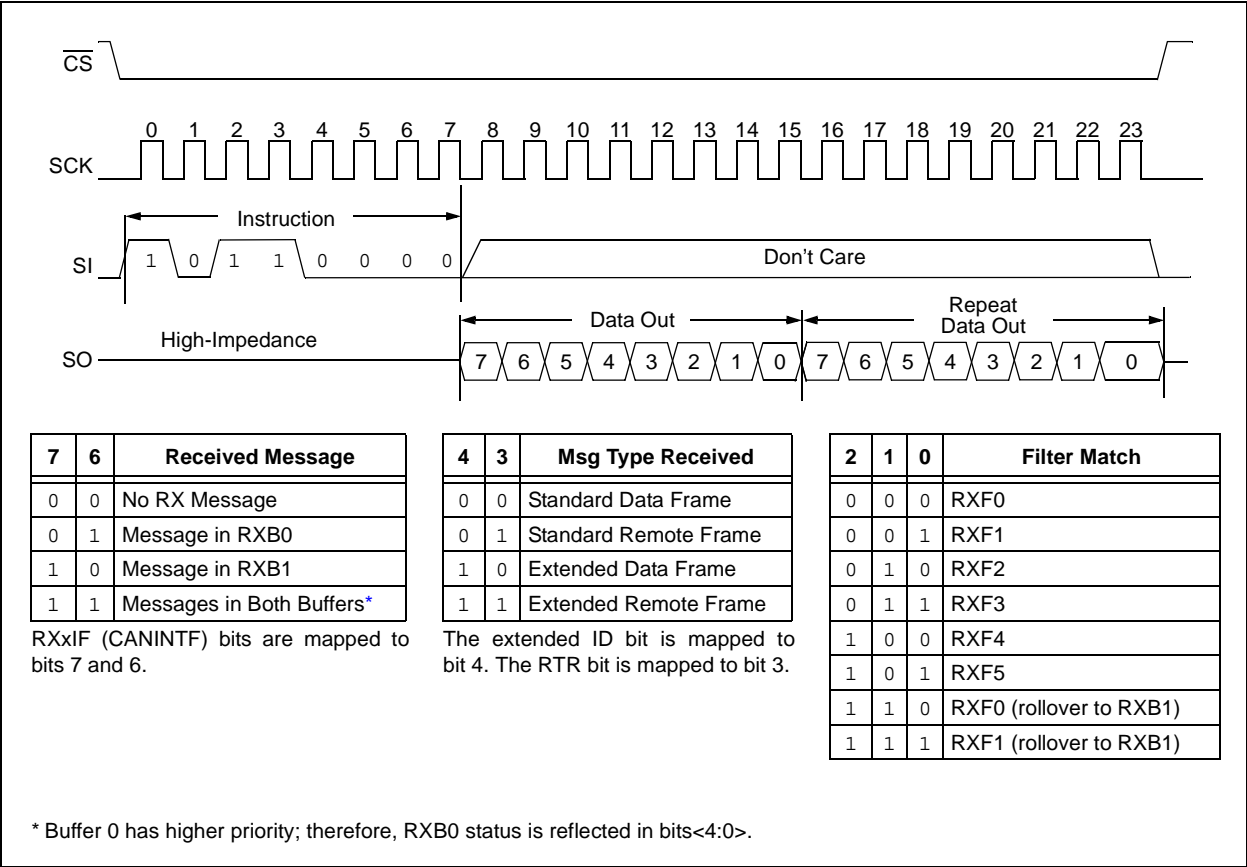 CS
0 1 2 3 4 5 6 7 8 9 10 11 12 13 14 15 16 17 18 19 20 21 22 23
SCK
Instruction
SI 1 0 1 1 0 0 0 0 Don't Care
Repeat
Data Out Data Out
High-Impedance
SO 7 6 5 4 3 2 1 0 7 6 5 4 3 2 1 0
7 6 Received Message
0 0 No RX Message
0 1 Message in RXB0
1 0 Message in RXB1
1 1 Messages in Both Buffers*
RXxIF (CANINTF) bits are mapped to
bits 7 and 6.
4 3 Msg Type Received
0 0 Standard Data Frame
0 1 Standard Remote Frame
1 0 Extended Data Frame
1 1 Extended Remote Frame
The extended ID bit is mapped to
bit 4. The RTR bit is mapped to bit 3.
2 1 0 Filter Match
0 0 0 RXF0
0 0 1 RXF1
0 1 0 RXF2
0 1 1 RXF3
1 0 0 RXF4
1 0 1 RXF5
1 1 0 RXF0 (rollover to RXB1)
1 1 1 RXF1 (rollover to RXB1)
* Buffer 0 has higher priority; therefore, RXB0 status is reflected in bits<4:0>.